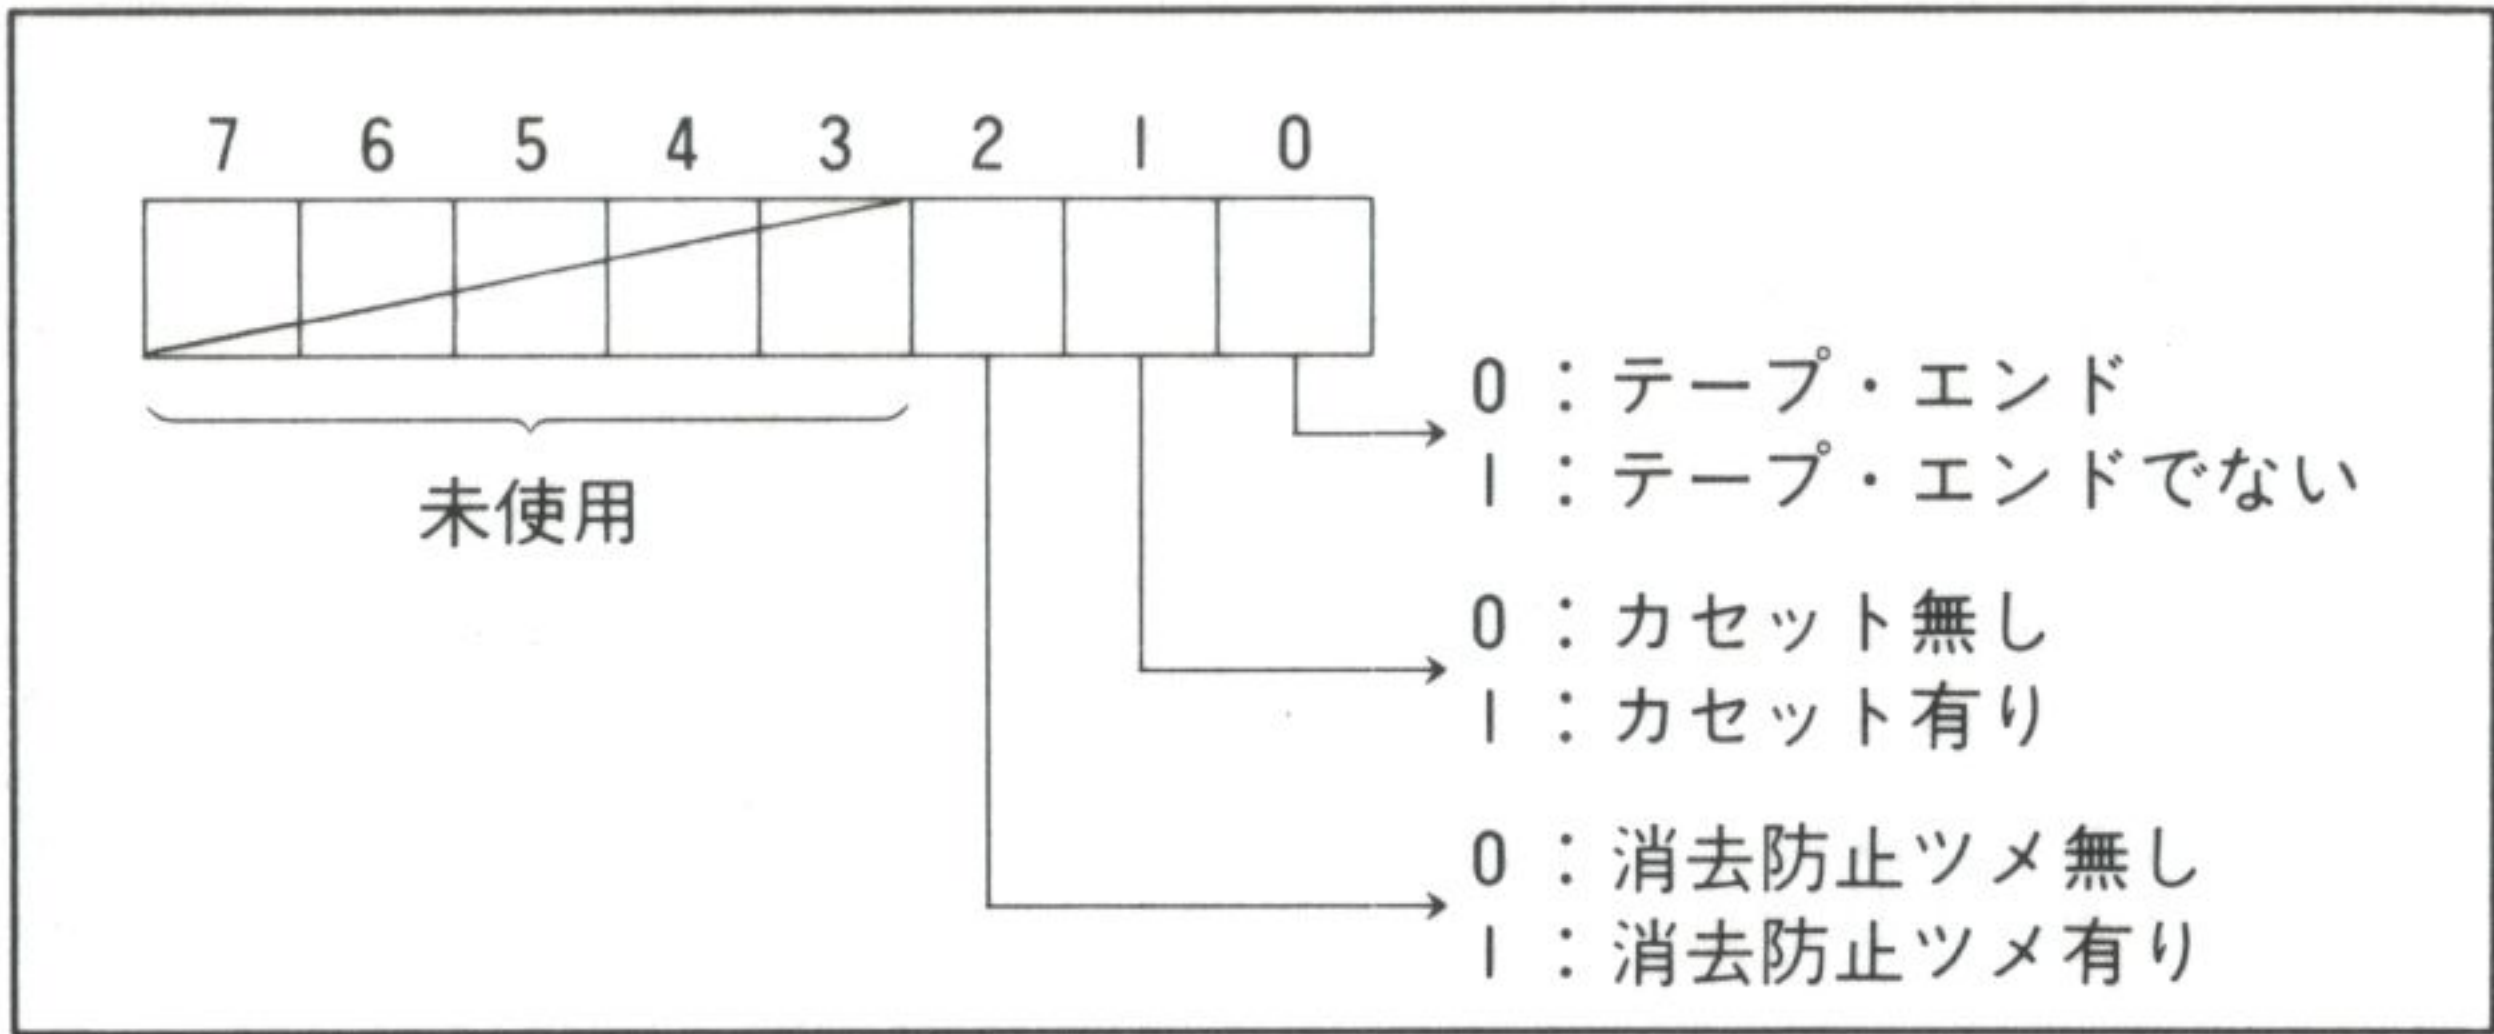 7 6 5 4 3 2 1 0
0：テープ・エンド
1：テープ・エンドでない
未使用
0：カセット無し
1：カセット有り
0：消去防止ツメ無し
1：消去防止ツメ有り